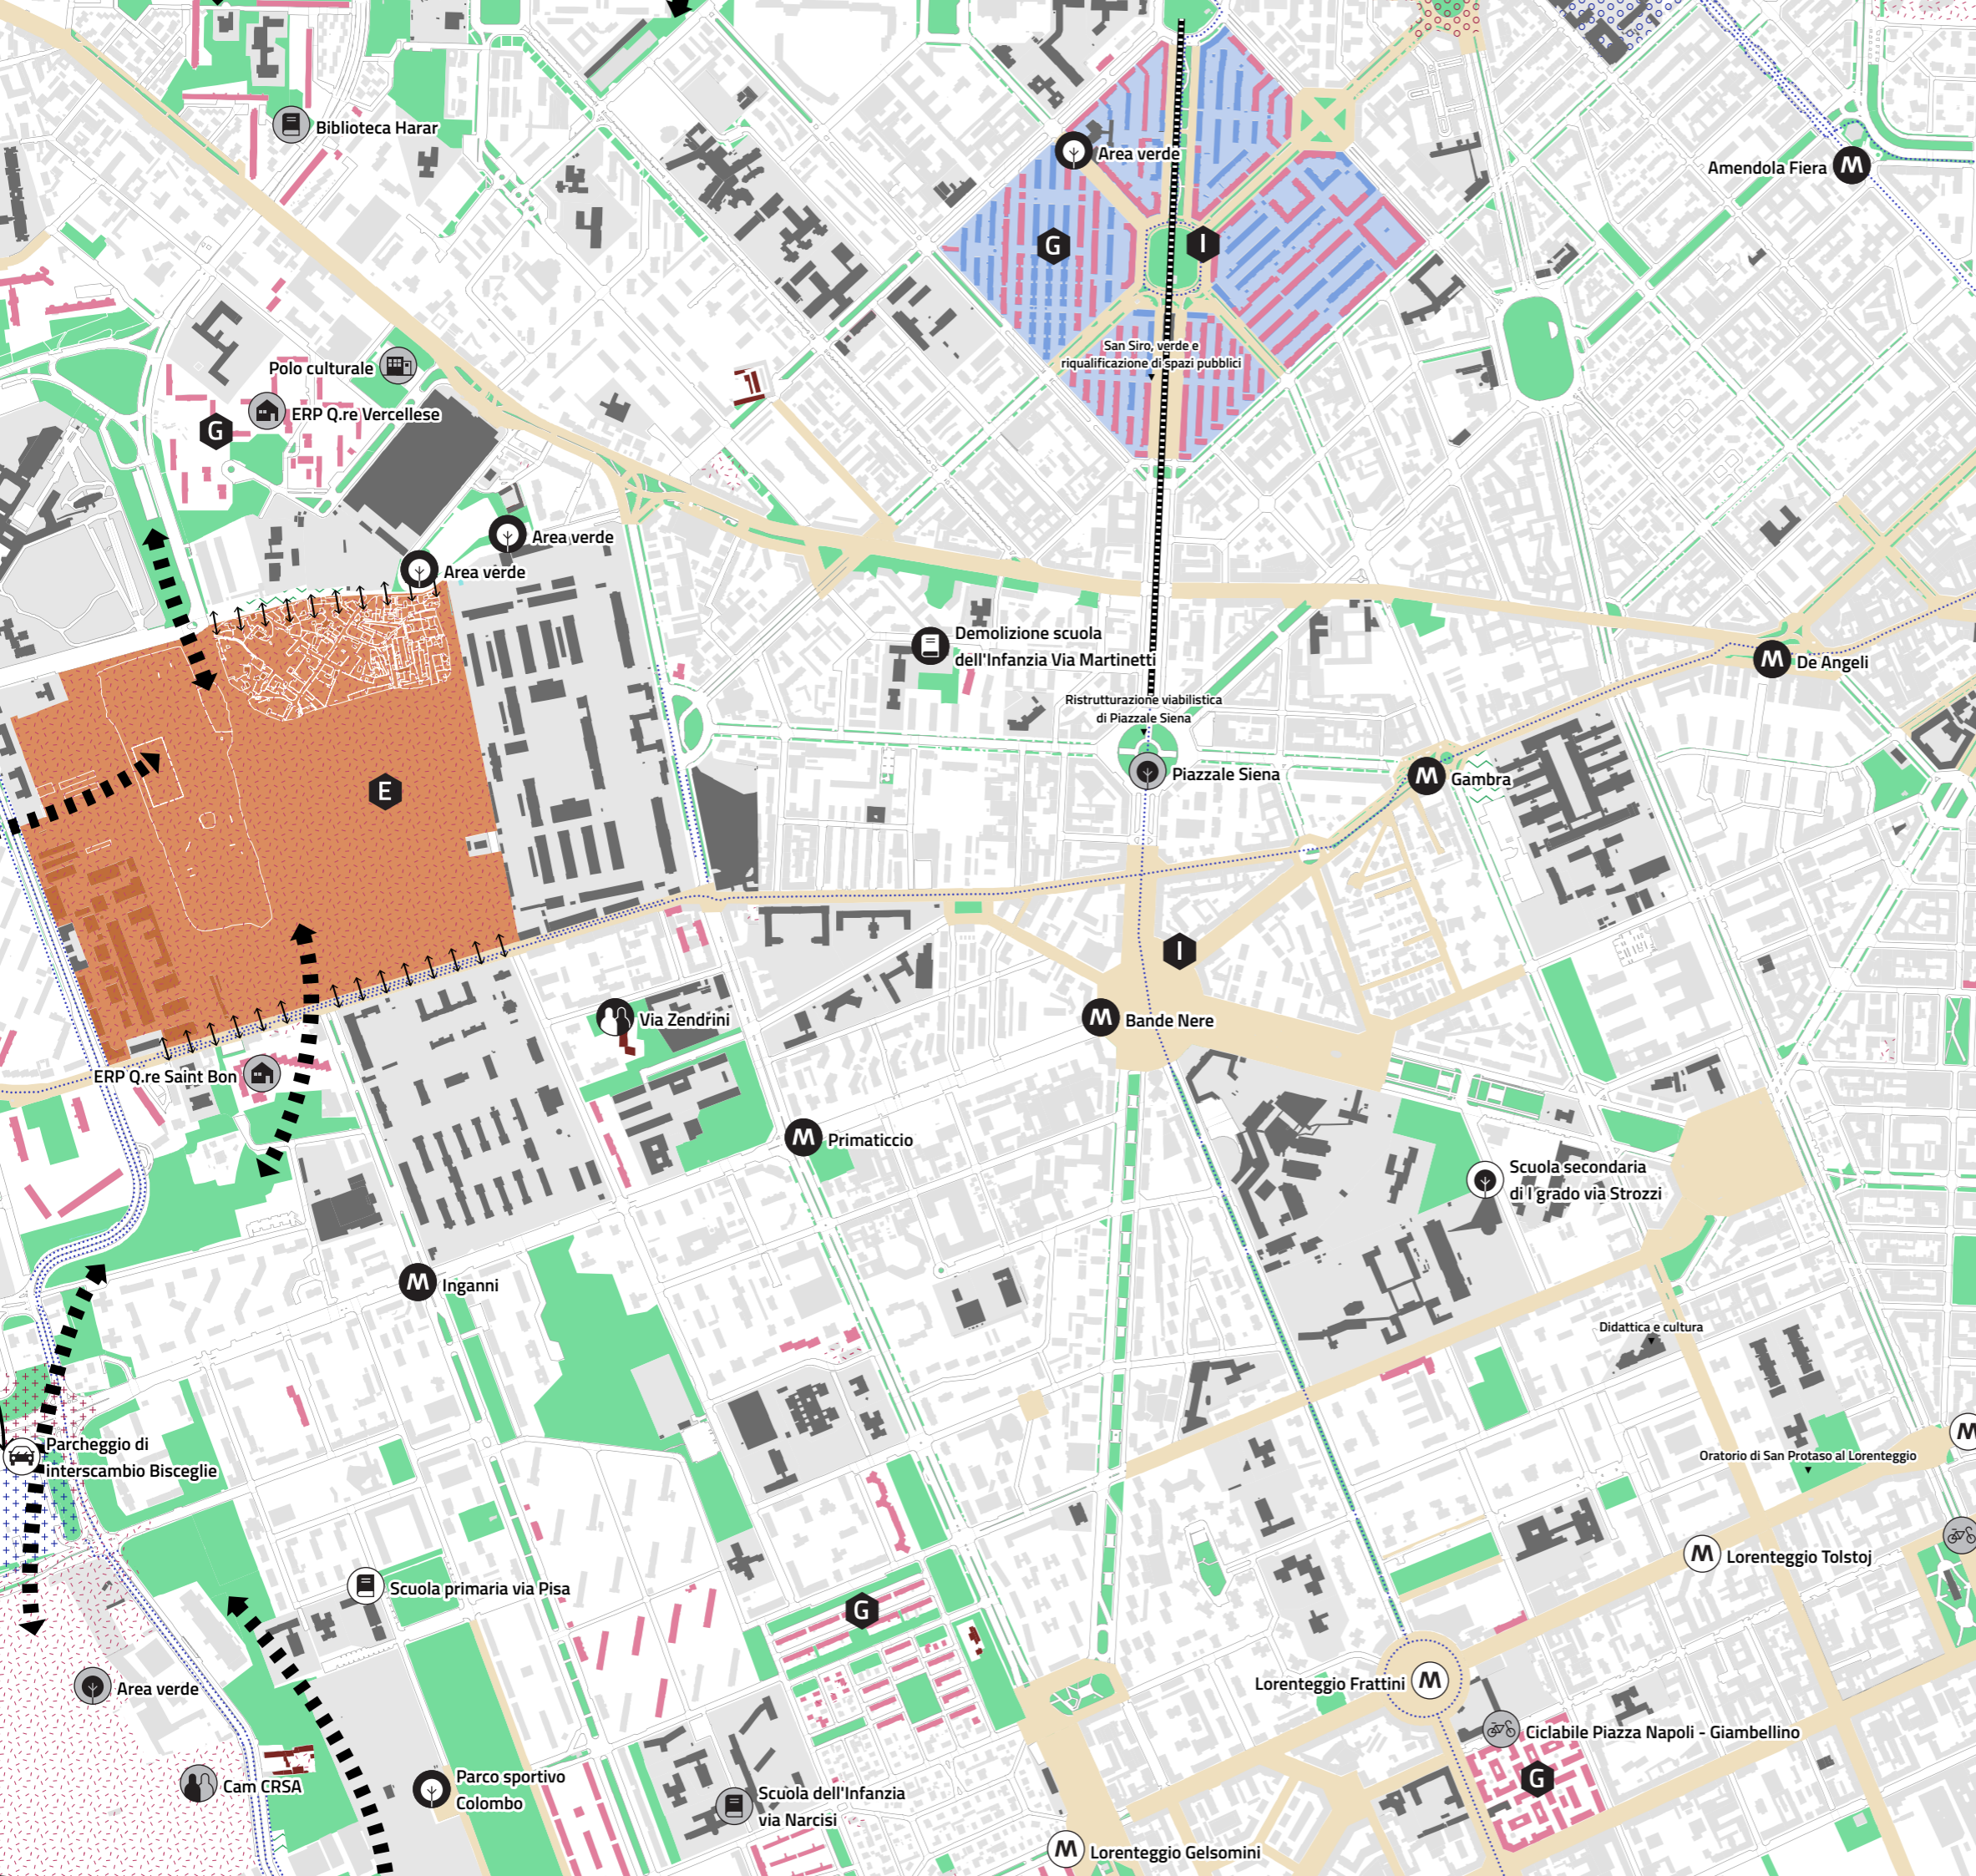 Biblioteca Harar
Area verde
M
Amendola Fiera
G
I
San Siro, verde e
riqualificazione di spazi pubblici
Polo culturale
ERP Q.re Vercellese
G
Area verde
Area verde
Demolizione scuola
dell'Infanzia Via Martinetti
M
De Angeli
Ristrutturazione viabilistica
di Piazzale Siena
Piazzale Siena
M
Gambra
E
I
Via Zendrini
M
Bande Nere
ERP Q.re Saint Bon
M
Primaticcio
Scuola secondaria
di I grado via Strozzi
M
Inganni
Didattica e cultura
M
Parcheggio di
interscambio Bisceglie
Oratorio di San Protaso al Lorenteggio
M
Lorenteggio Tolstoj
Scuola primaria via Pisa
G
Area verde
Lorenteggio Frattini
M
Ciclabile Piazza Napoli - Giambellino
G
Cam CRSA
Parco sportivo
Colombo
Scuola dell'Infanzia
via Narcisi
M
Lorenteggio Gelsomini